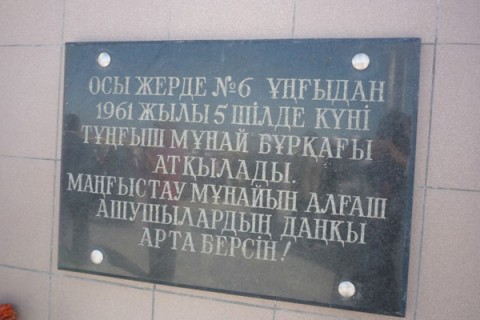 ОСЫ ЖЕРДЕ №6 ҰҢҒЫДАН
1961 ЖЫЛЫ 5 ШІЛДЕ КҮНІ
ТҰҢҒЫШ МҰНАЙ БҰРҚАҒЫ
АТҚЫЛАДЫ.
МАҢҒЫСТАУ МҰНАЙЫН АЛҒАШ
АШУШЫЛАРДЫҢ ДАҢҚЫ
АРТА БЕРСІН!